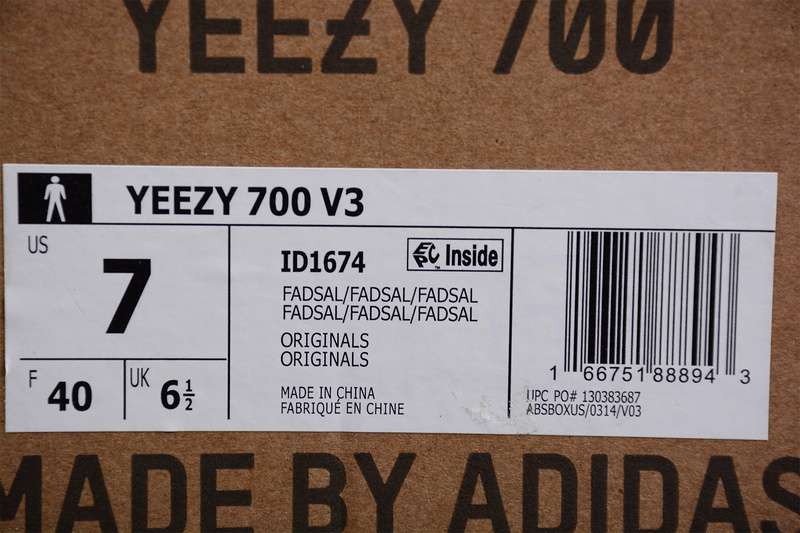 YEEZY 700
YEEZY 700 V3
US
7
F
40
UK
6 1/2
ID1674
EPC Inside
FADSAL/FADSAL/FADSAL
FADSAL/FADSAL/FADSAL
ORIGINALS
ORIGINALS
MADE IN CHINA
FABRIQUÉ EN CHINE
1 66751 88894 3
UPC PO# 130383687
ABSBOXUS/0314/V03
MADE BY ADIDAS